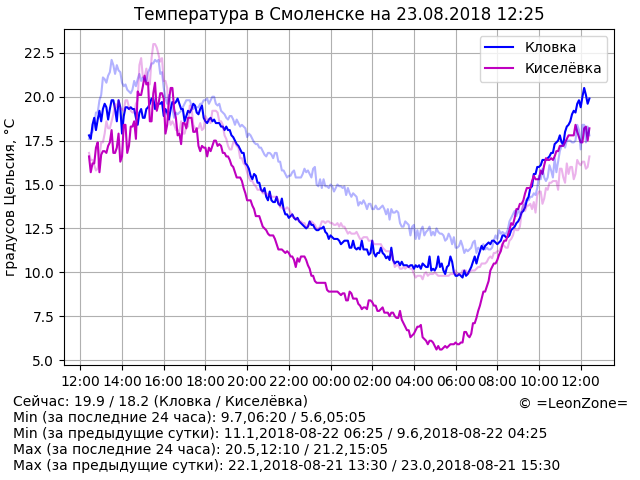 Температура в Смоленске на 23.08.2018 12:25
Кловка
Киселёвка
градусов Цельсия, °C
22.5
20.0
17.5
15.0
12.5
10.0
7.5
5.0
12:00 14:00 16:00 18:00 20:00 22:00 00:00 02:00 04:00 06:00 08:00 10:00 12:00
Сейчас: 19.9 / 18.2 (Кловка / Киселёвка)
© =LeonZone=
Min (за последние 24 часа): 9.7,06:20 / 5.6,05:05
Min (за предыдущие сутки): 11.1,2018-08-22 06:25 / 9.6,2018-08-22 04:25
Max (за последние 24 часа): 20.5,12:10 / 21.2,15:05
Max (за предыдущие сутки): 22.1,2018-08-21 13:30 / 23.0,2018-08-21 15:30